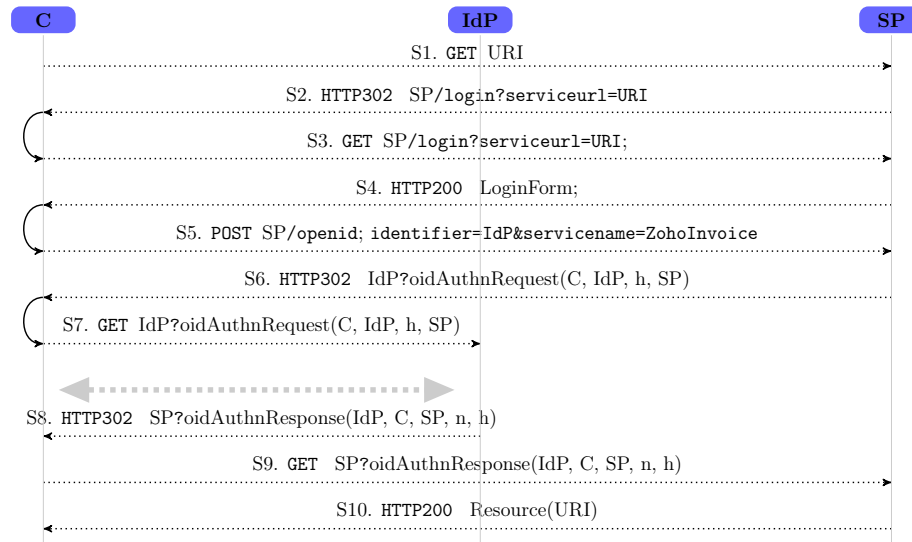 C IdP SP
S1. GET URI
S2. HTTP302 SP/login?serviceurl=URI
S3. GET SP/login?serviceurl=URI;
S4. HTTP200 LoginForm;
S5. POST SP/openid; identifier=IdP&servicename=ZohoInvoice
S6. HTTP302 IdP?oidAuthnRequest(C, IdP, h, SP)
S7. GET IdP?oidAuthnRequest(C, IdP, h, SP)
S8. HTTP302 SP?oidAuthnResponse(IdP, C, SP, n, h)
S9. GET SP?oidAuthnResponse(IdP, C, SP, n, h)
S10. HTTP200 Resource(URI)